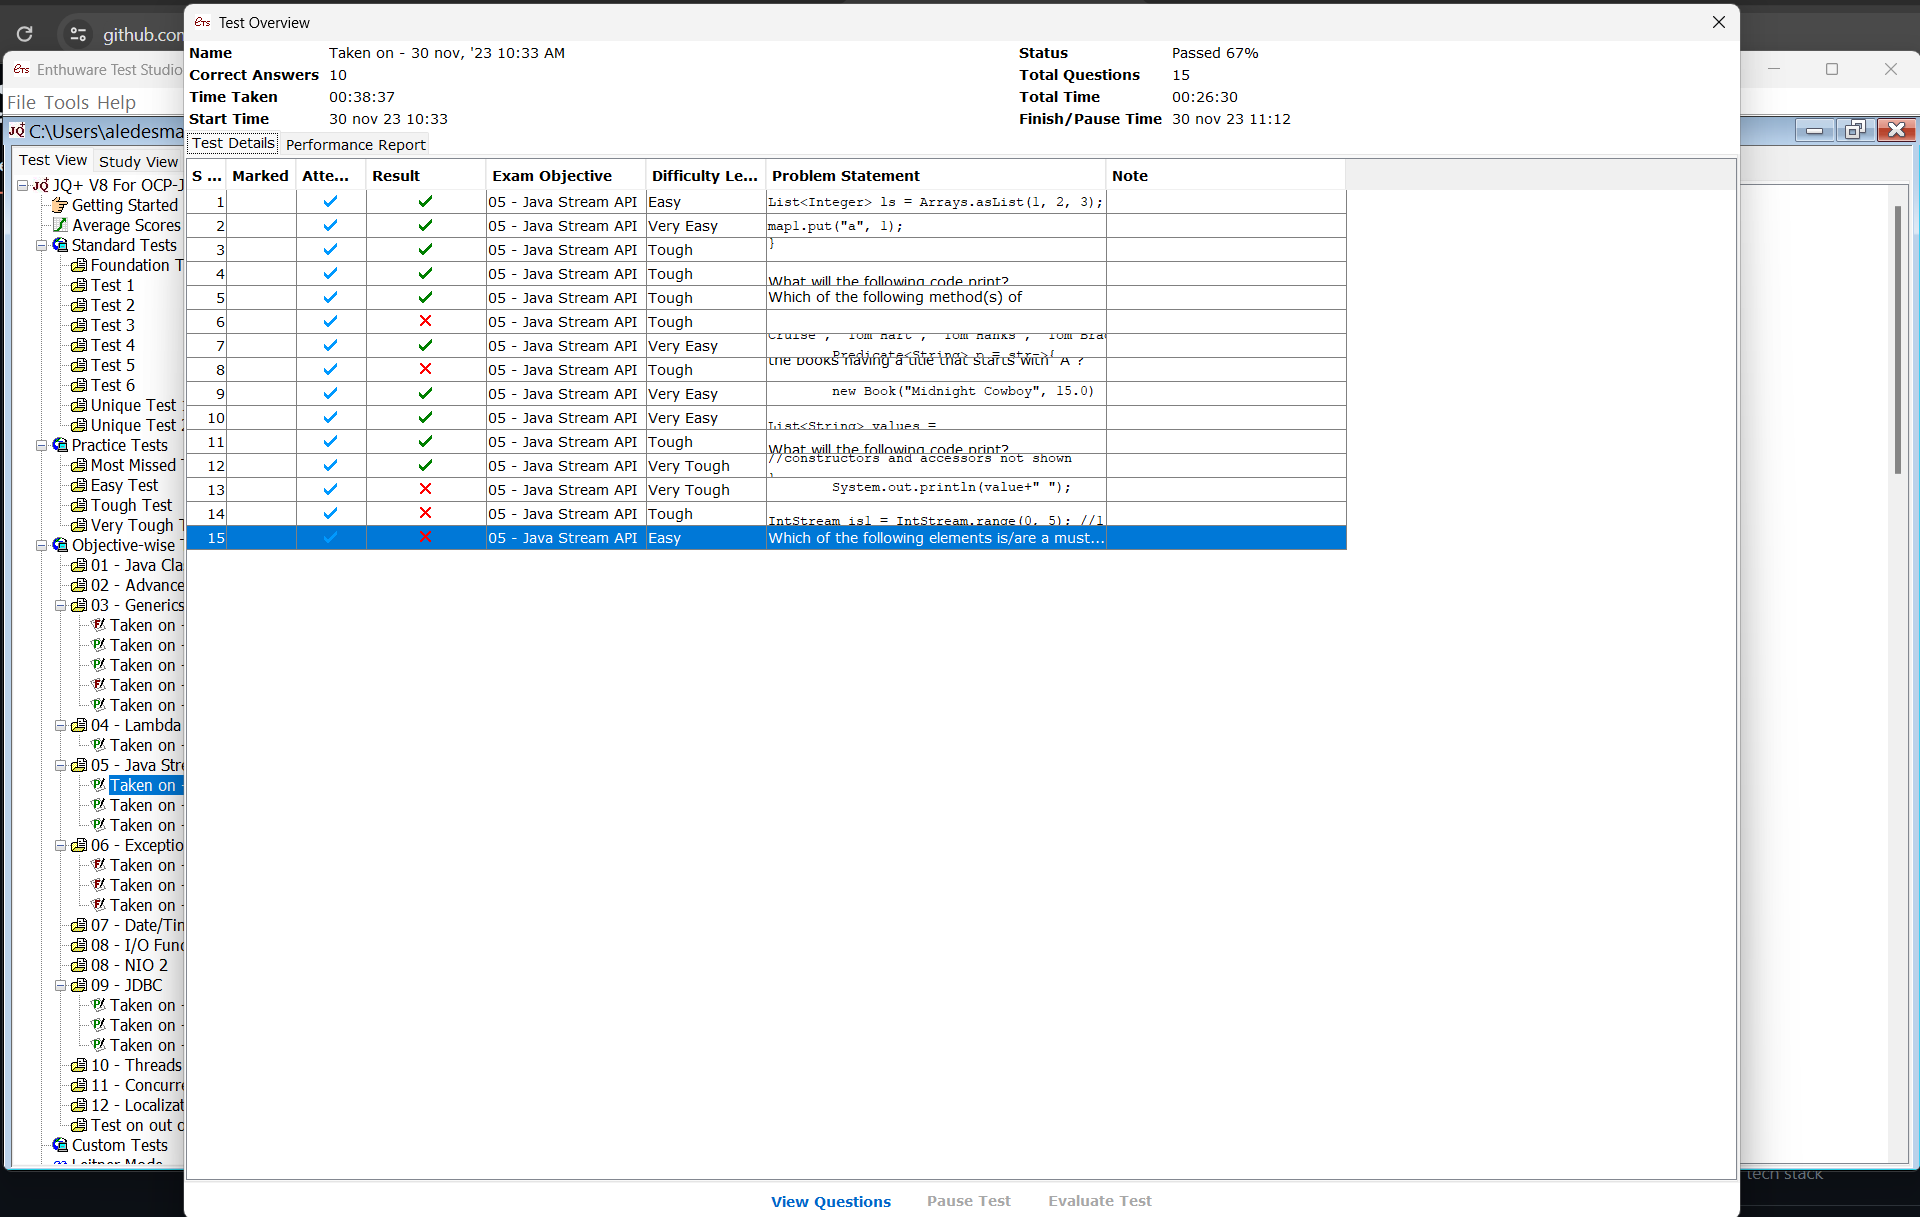 github.com
Test Overview
Name Taken on - 30 nov, '23 10:33 AM Status Passed 67%
Correct Answers 10 Total Questions 15
Time Taken 00:38:37 Total Time 00:26:30
Start Time 30 nov 23 10:33 Finish/Pause Time 30 nov 23 11:12
Test Details Performance Report
S ... Marked Atte... Result Exam Objective Difficulty Le... Problem Statement Note
1 05 - Java Stream API Easy List<Integer> ls = Arrays.asList(1, 2, 3);
2 05 - Java Stream API Very Easy map1.put("a", 1);
3 05 - Java Stream API Tough }
4 05 - Java Stream API Tough What will the following code print?
5 05 - Java Stream API Tough Which of the following method(s) of
6 05 - Java Stream API Tough
7 05 - Java Stream API Very Easy Cruise", "Tom Hart", "Tom Hanks", "Tom Bra
Predicate<String> p = str->{
8 05 - Java Stream API Tough the books having a title that starts with "A"?
9 05 - Java Stream API Very Easy new Book("Midnight Cowboy", 15.0)
10 05 - Java Stream API Very Easy List<String> values =
11 05 - Java Stream API Tough What will the following code print?
12 05 - Java Stream API Very Tough //constructors and accessors not shown
}
13 05 - Java Stream API Very Tough System.out.println(value+" ");
14 05 - Java Stream API Tough IntStream is1 = IntStream.range(0, 5); //1
15 05 - Java Stream API Easy Which of the following elements is/are a must...
View Questions Pause Test Evaluate Test
ETS Enthuware Test Studio
File Tools Help
JQ+ C:\Users\aledesma
Test View Study View
JQ+ V8 For OCP-J
Getting Started
Average Scores
Standard Tests
Foundation T
Test 1
Test 2
Test 3
Test 4
Test 5
Test 6
Unique Test
Unique Test 2
Practice Tests
Most Missed
Easy Test
Tough Test
Very Tough T
Objective-wise
01 - Java Cla
02 - Advance
03 - Generics
Taken on -
Taken on -
Taken on -
Taken on -
Taken on -
04 - Lambda
Taken on -
05 - Java Stre
Taken on -
Taken on -
Taken on -
06 - Exceptio
Taken on -
Taken on -
Taken on -
07 - Date/Tim
08 - I/O Fund
08 - NIO 2
09 - JDBC
Taken on -
Taken on -
Taken on -
10 - Threads
11 - Concurre
12 - Localizat
Test on out o
Custom Tests
Leitner Mode
tech stack